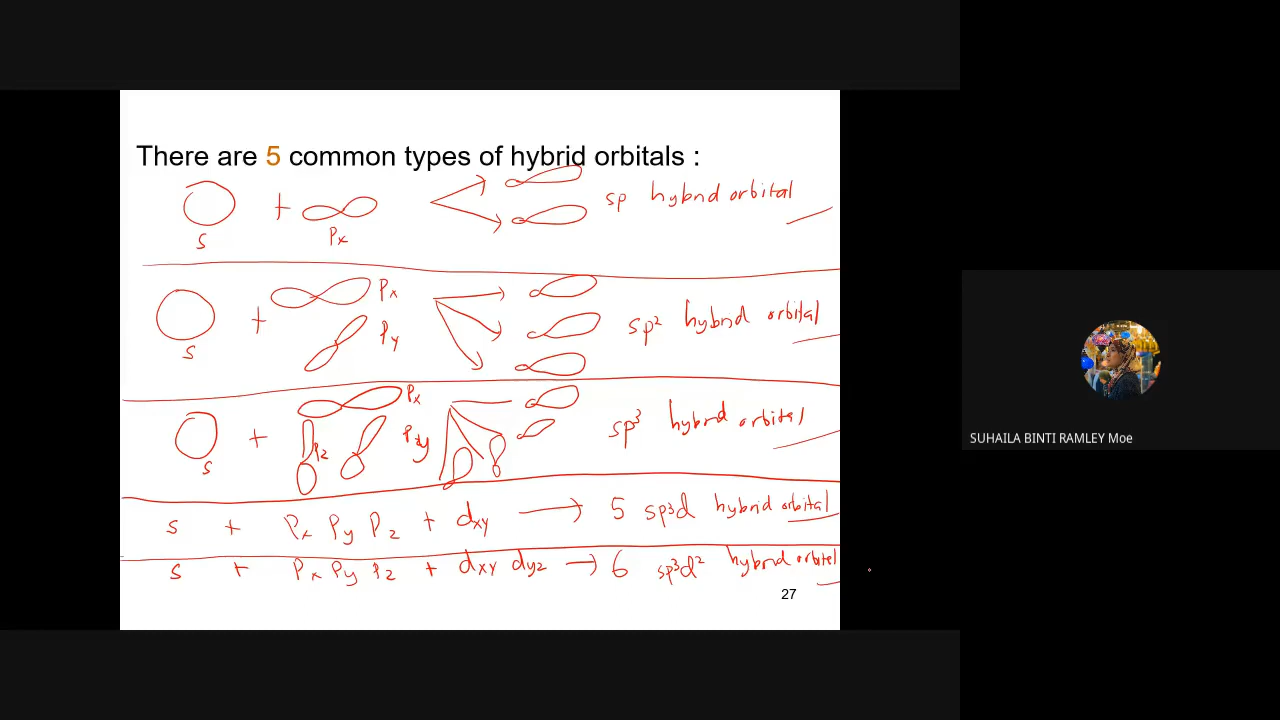 There are 5 common types of hybrid orbitals :
s + Px sp hybrid orbital
s + Px Py sp² hybrid orbital
s + Px Pz Py sp³ hybrid orbital
s + Px Py Pz + dxy → 5 sp³d hybrid orbital
s + Px Py Pz + dxy dyz → 6 sp³d² hybrid orbital
27
SUHAILA BINTI RAMLEY Moe